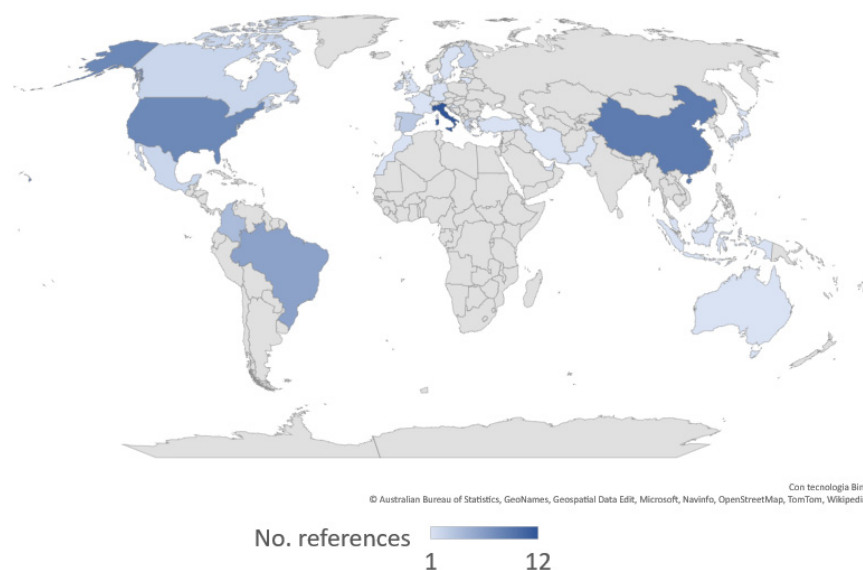 Con tecnologia Bin
© Australian Bureau of Statistics, GeoNames, Geospatial Data Edit, Microsoft, Navinfo, OpenStreetMap, TomTom, Wikipedi
No. references
1 12